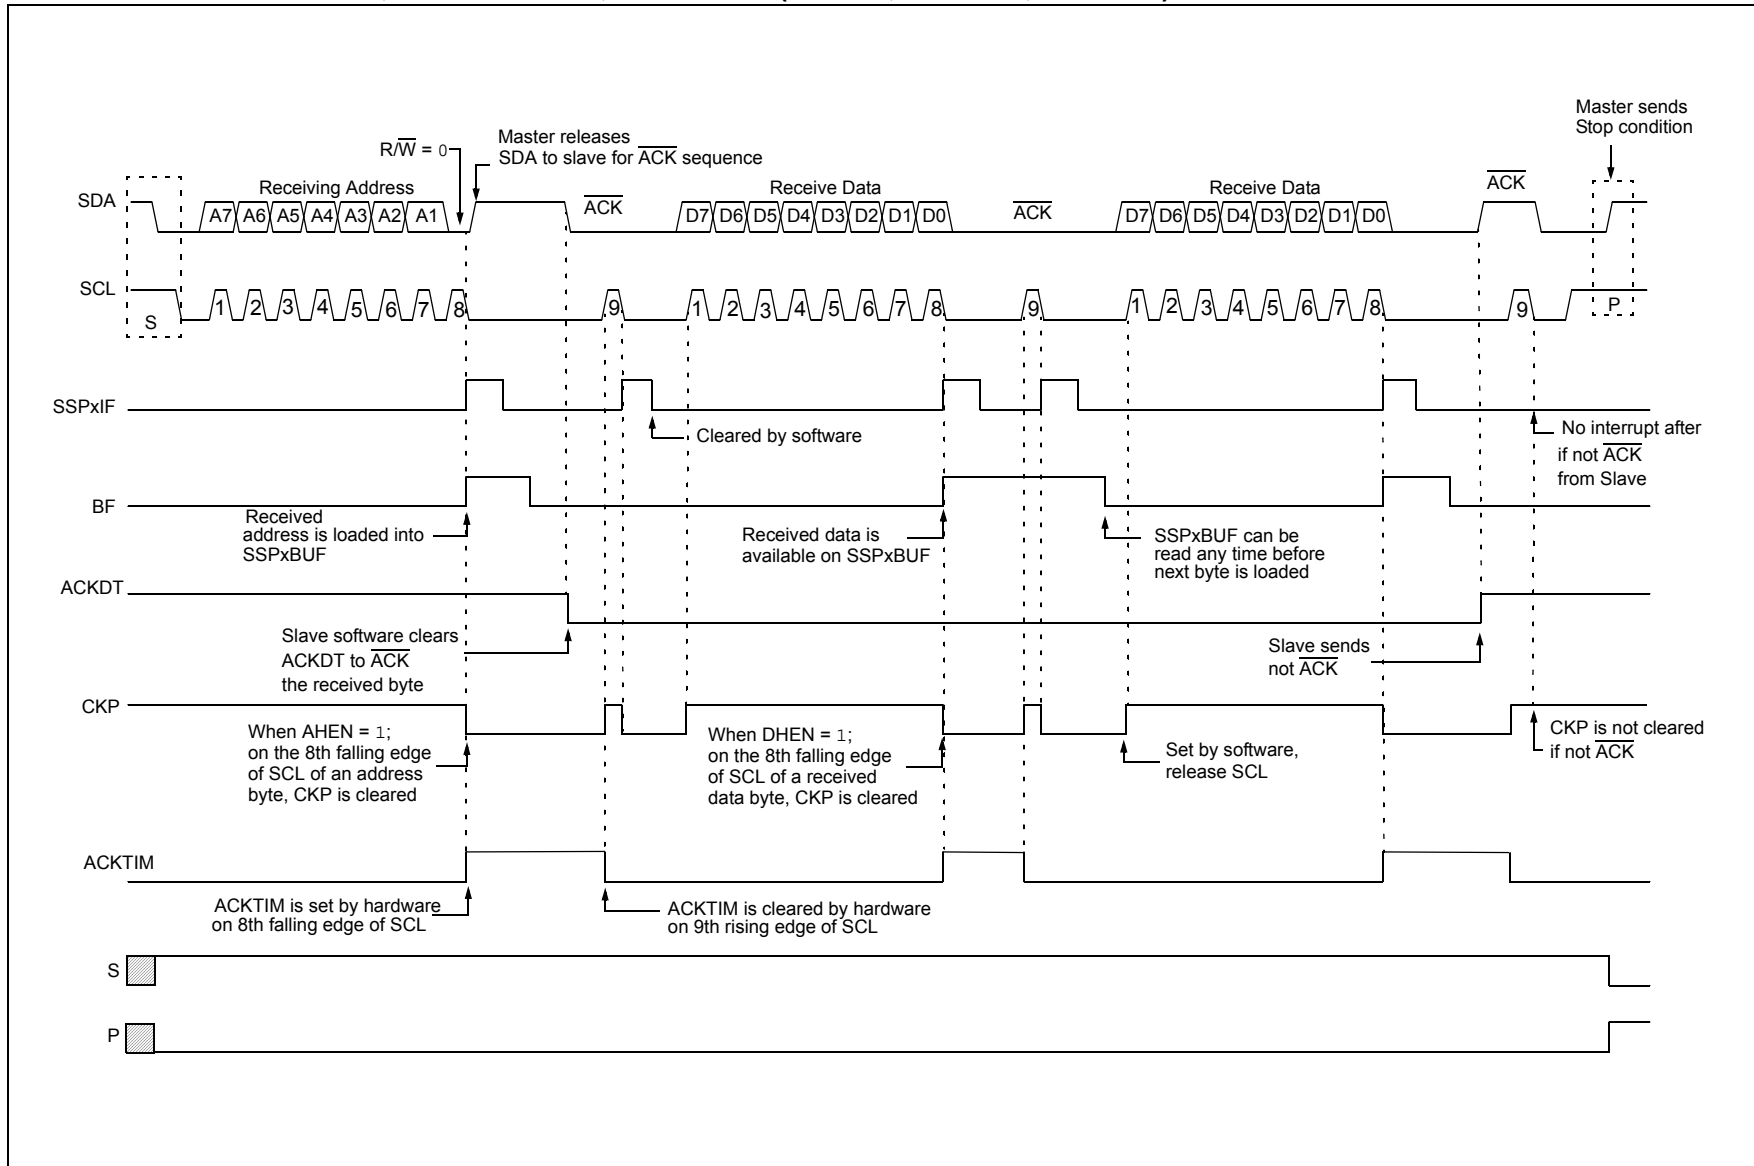 Master sends
Stop condition
R/W = 0
Master releases
SDA to slave for ACK sequence
SDA
Receiving Address
A7 A6 A5 A4 A3 A2 A1
ACK
Receive Data
D7 D6 D5 D4 D3 D2 D1 D0
ACK
Receive Data
D7 D6 D5 D4 D3 D2 D1 D0
ACK
SCL
S
1 2 3 4 5 6 7 8
9
1 2 3 4 5 6 7 8
9
1 2 3 4 5 6 7 8
9
P
SSPxIF
Cleared by software
No interrupt after
if not ACK
from Slave
BF
Received
address is loaded into
SSPxBUF
Received data is
available on SSPxBUF
SSPxBUF can be
read any time before
next byte is loaded
ACKDT
Slave software clears
ACKDT to ACK
the received byte
Slave sends
not ACK
CKP
When AHEN = 1;
on the 8th falling edge
of SCL of an address
byte, CKP is cleared
When DHEN = 1;
on the 8th falling edge
of SCL of a received
data byte, CKP is cleared
Set by software,
release SCL
CKP is not cleared
if not ACK
ACKTIM
ACKTIM is set by hardware
on 8th falling edge of SCL
ACKTIM is cleared by hardware
on 9th rising edge of SCL
S
P